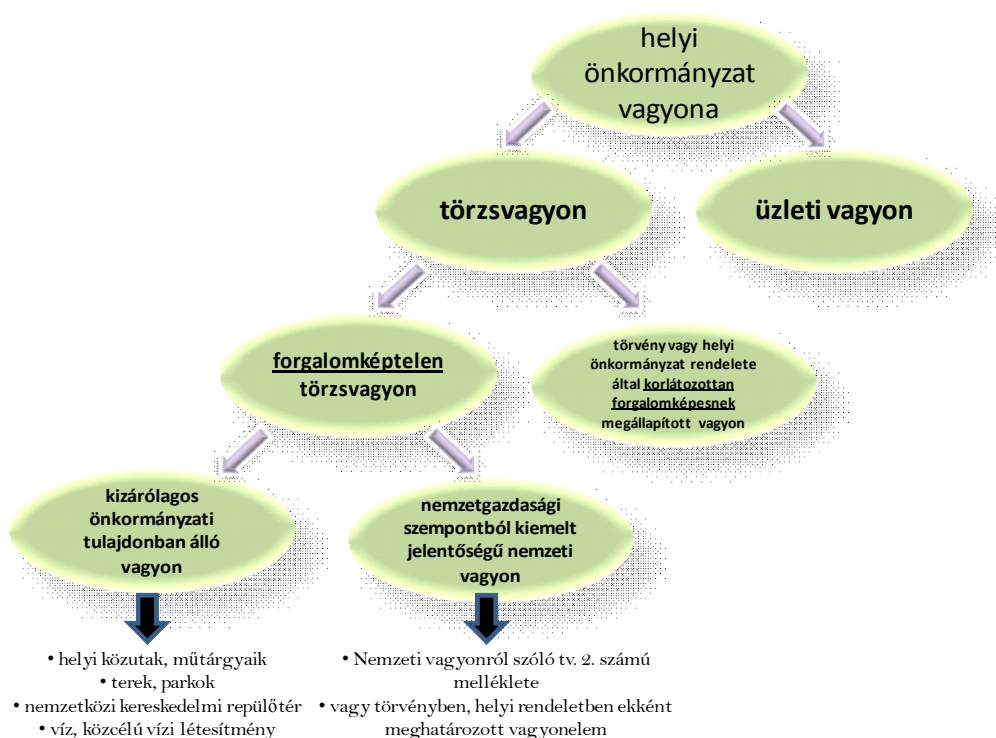 helyi
önkormányzat
vagyona
törzsvagyon
üzleti vagyon
forgalomképtelen
törzsvagyon
törvény vagy helyi
önkormányzat rendelete
által korlátozottan
forgalomképesnek
megállapított vagyon
kizárólagos
önkormányzati
tulajdonban álló
vagyon
nemzetgazdasági
szempontból kiemelt
jelentőségű nemzeti
vagyon
• helyi közutak, műtárgyaik
• terek, parkok
• nemzetközi kereskedelmi repülőtér
• víz, közcélú vízi létesítmény
• Nemzeti vagyonról szóló tv. 2. számú
melléklete
• vagy törvényben, helyi rendeletben ekként
meghatározott vagyonelem